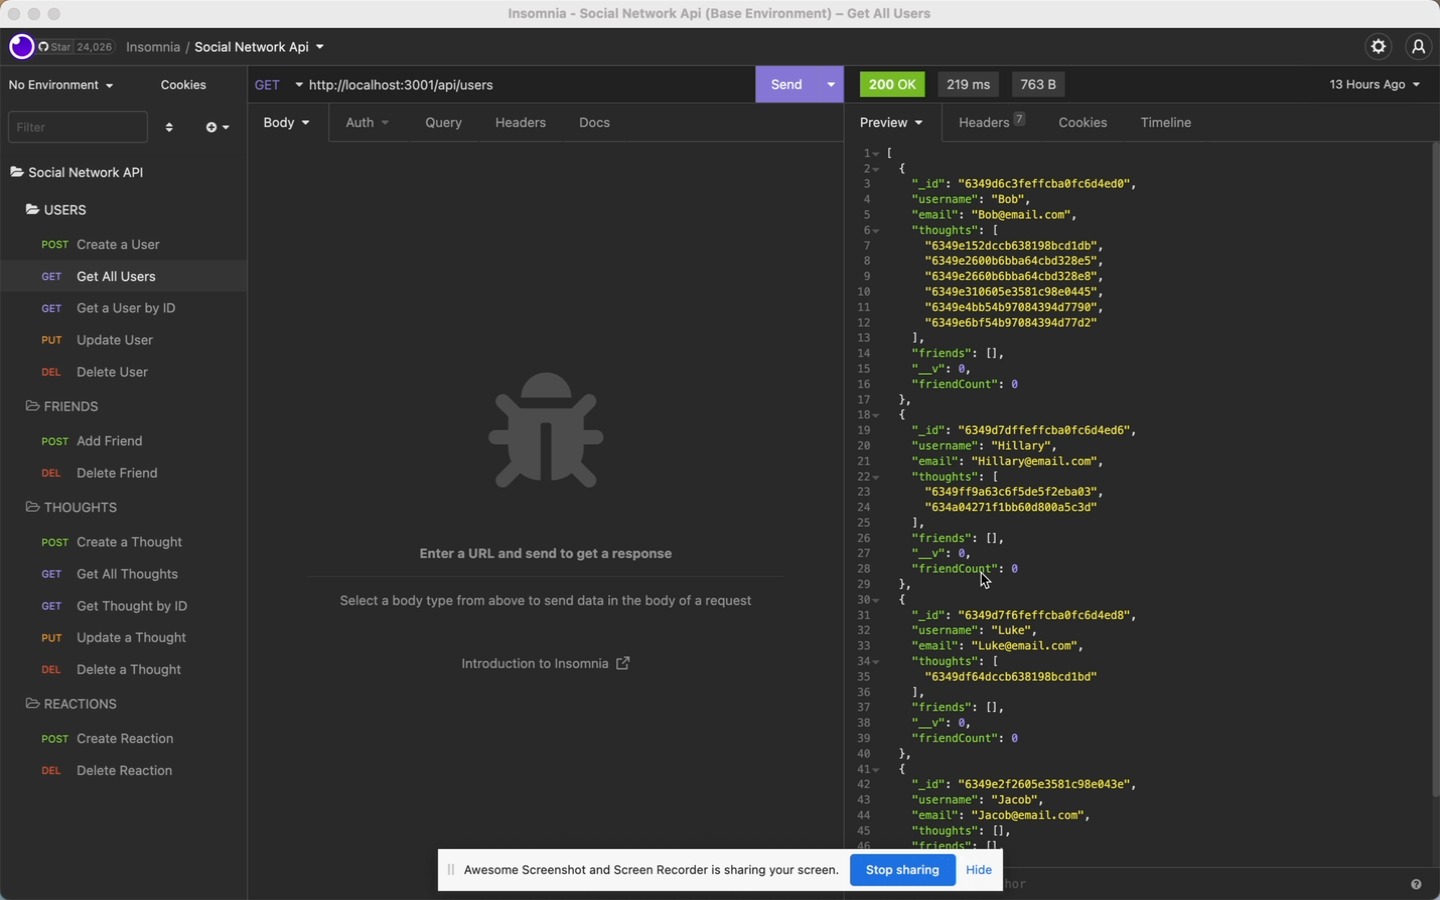 Insomnia - Social Network Api (Base Environment) – Get All Users
Star 24,026 Insomnia / Social Network Api
No Environment Cookies
GET http://localhost:3001/api/users Send
200 OK 219 ms 763 B 13 Hours Ago
Filter
Body Auth Query Headers Docs
Preview Headers 7 Cookies Timeline
Social Network API
USERS
POST Create a User
GET Get All Users
GET Get a User by ID
PUT Update User
DEL Delete User
FRIENDS
POST Add Friend
DEL Delete Friend
THOUGHTS
POST Create a Thought
GET Get All Thoughts
GET Get Thought by ID
PUT Update a Thought
DEL Delete a Thought
REACTIONS
POST Create Reaction
DEL Delete Reaction
Enter a URL and send to get a response
Select a body type from above to send data in the body of a request
Introduction to Insomnia
1 [
2 {
3 "_id": "6349d6c3feffcba0fc6d4ed0",
4 "username": "Bob",
5 "email": "Bob@email.com",
6 "thoughts": [
7 "6349e152dccb638198bcd1db",
8 "6349e2600b6bba64cbd328e5",
9 "6349e2660b6bba64cbd328e8",
10 "6349e310605e3581c98e0445",
11 "6349e4bb54b97084394d7790",
12 "6349e6bf54b97084394d77d2"
13 ],
14 "friends": [],
15 "__v": 0,
16 "friendCount": 0
17 },
18 {
19 "_id": "6349d7dffeffcba0fc6d4ed6",
20 "username": "Hillary",
21 "email": "Hillary@email.com",
22 "thoughts": [
23 "6349ff9a63c6f5de5f2eba03",
24 "634a04271f1bb60d800a5c3d"
25 ],
26 "friends": [],
27 "__v": 0,
28 "friendCount": 0
29 },
30 {
31 "_id": "6349d7f6feffcba0fc6d4ed8",
32 "username": "Luke",
33 "email": "Luke@email.com",
34 "thoughts": [
35 "6349df64dccb638198bcd1bd"
36 ],
37 "friends": [],
38 "__v": 0,
39 "friendCount": 0
40 },
41 {
42 "_id": "6349e2f2605e3581c98e043e",
43 "username": "Jacob",
44 "email": "Jacob@email.com",
45 "thoughts": [],
46 "friends": [],
Awesome Screenshot and Screen Recorder is sharing your screen. Stop sharing Hide